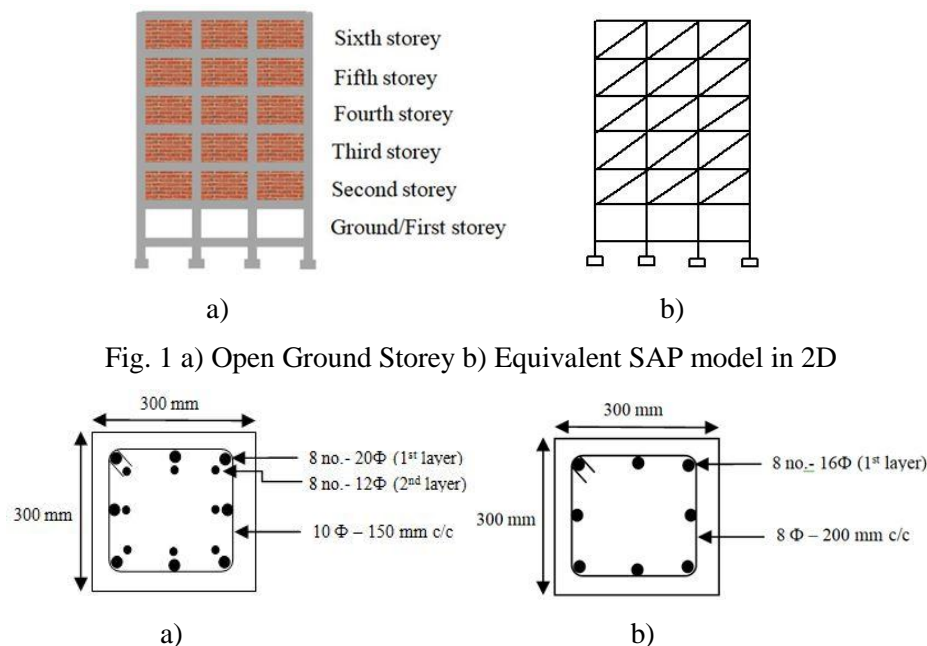 Sixth storey
Fifth storey
Fourth storey
Third storey
Second storey
Ground/First storey
a)
b)
Fig. 1 a) Open Ground Storey b) Equivalent SAP model in 2D
300 mm
300 mm
8 no.- 20Φ (1st layer)
8 no.- 12Φ (2nd layer)
10 Φ – 150 mm c/c
a)
300 mm
300 mm
8 no.- 16Φ (1st layer)
8 Φ – 200 mm c/c
b)